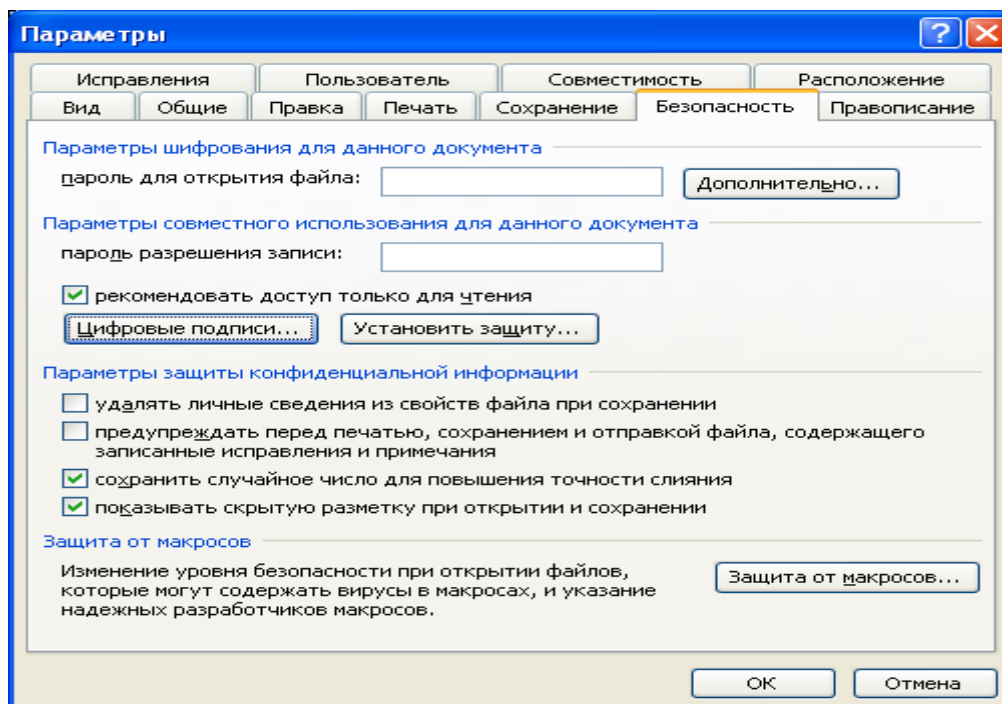 Параметры
Исправления Пользователь Совместимость Расположение
Вид Общие Правка Печать Сохранение Безопасность Правописание
Параметры шифрования для данного документа
пароль для открытия файла: Дополнительно...
Параметры совместного использования для данного документа
пароль разрешения записи:
рекомендовать доступ только для чтения
Цифровые подписи... Установить защиту...
Параметры защиты конфиденциальной информации
удалять личные сведения из свойств файла при сохранении
предупреждать перед печатью, сохранением и отправкой файла, содержащего
записанные исправления и примечания
сохранить случайное число для повышения точности слияния
показывать скрытую разметку при открытии и сохранении
Защита от макросов
Изменение уровня безопасности при открытии файлов,
которые могут содержать вирусы в макросах, и указание
надежных разработчиков макросов.
Защита от макросов...
ОК Отмена